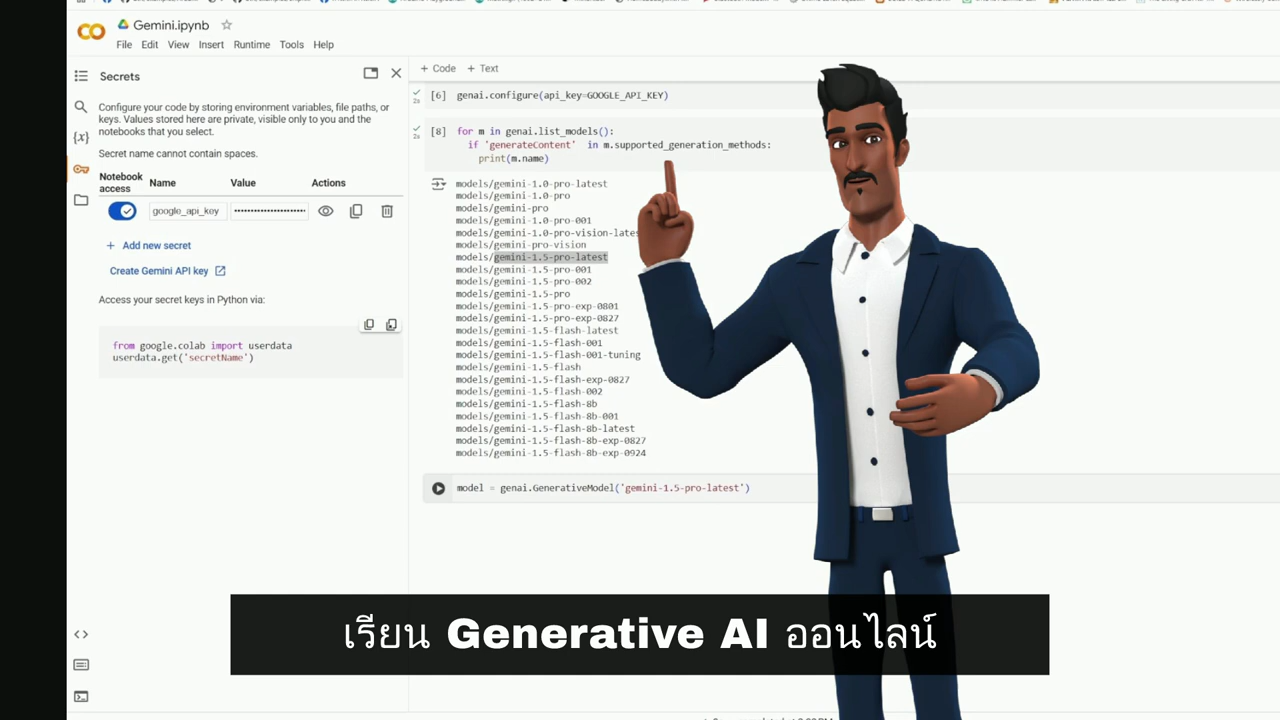 Gemini.ipynb
File Edit View Insert Runtime Tools Help
Secrets
Configure your code by storing environment variables, file paths, or
keys. Values stored here are private, visible only to you and the
notebooks that you select.
Secret name cannot contain spaces.
Notebook access Name Value Actions
google_api_key
+ Add new secret
Create Gemini API key
Access your secret keys in Python via:
from google.colab import userdata
userdata.get('secretName')
+ Code + Text
[6] genai.configure(api_key=GOOGLE_API_KEY)
2s
[8] for m in genai.list_models():
2s
if 'generateContent' in m.supported_generation_methods:
print(m.name)
models/gemini-1.0-pro-latest
models/gemini-1.0-pro
models/gemini-pro
models/gemini-1.0-pro-001
models/gemini-1.0-pro-vision-lates
models/gemini-pro-vision
models/gemini-1.5-pro-latest
models/gemini-1.5-pro-001
models/gemini-1.5-pro-002
models/gemini-1.5-pro
models/gemini-1.5-pro-exp-0801
models/gemini-1.5-pro-exp-0827
models/gemini-1.5-flash-latest
models/gemini-1.5-flash-001
models/gemini-1.5-flash-001-tuning
models/gemini-1.5-flash
models/gemini-1.5-flash-exp-0827
models/gemini-1.5-flash-002
models/gemini-1.5-flash-8b
models/gemini-1.5-flash-8b-001
models/gemini-1.5-flash-8b-latest
models/gemini-1.5-flash-8b-exp-0827
models/gemini-1.5-flash-8b-exp-0924
model = genai.GenerativeModel('gemini-1.5-pro-latest')
เรียน Generative AI ออนไลน์